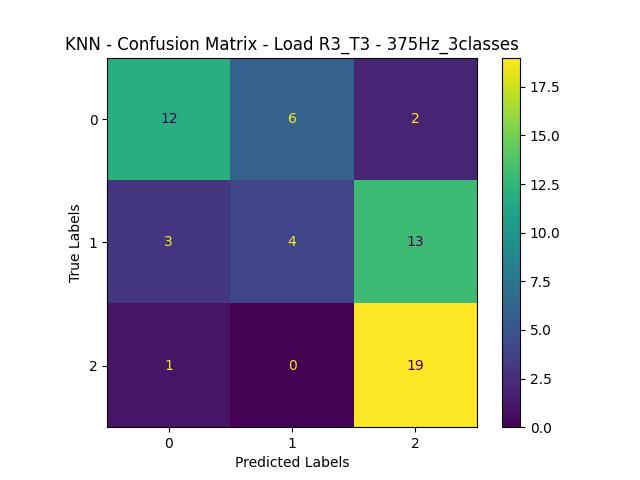 KNN - Confusion Matrix - Load R3_T3 - 375Hz_3classes
0 12 6 2
1 3 4 13
2 1 0 19
0 1 2
Predicted Labels
True Labels
17.5
15.0
12.5
10.0
7.5
5.0
2.5
0.0